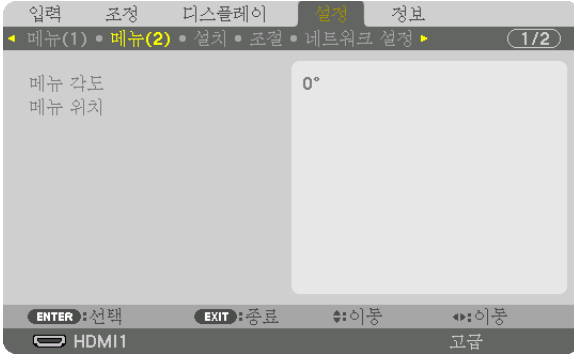 입력 조정 디스플레이 설정 정보
메뉴(1) • 메뉴(2) • 설치 • 조절 • 네트워크 설정 1/2
메뉴 각도 0°
메뉴 위치
ENTER :선택 EXIT :종료 :이동 :이동
HDMI1 고급